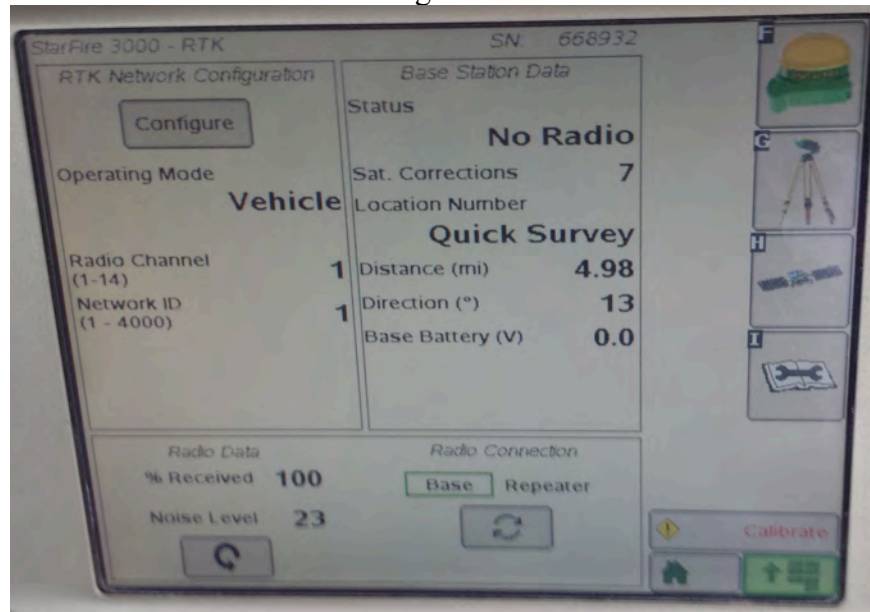 StarFire 3000 - RTK
SN: 668932
RTK Network Configuration
Configure
Operating Mode
Vehicle
Radio Channel
(1-14)
1
Network ID
(1 - 4000)
1
Base Station Data
Status
No Radio
Sat. Corrections 7
Location Number
Quick Survey
Distance (mi) 4.98
Direction (°) 13
Base Battery (V) 0.0
Radio Data
% Received 100
Noise Level 23
Radio Connection
Base Repeater
F
G
H
I
Calibrate